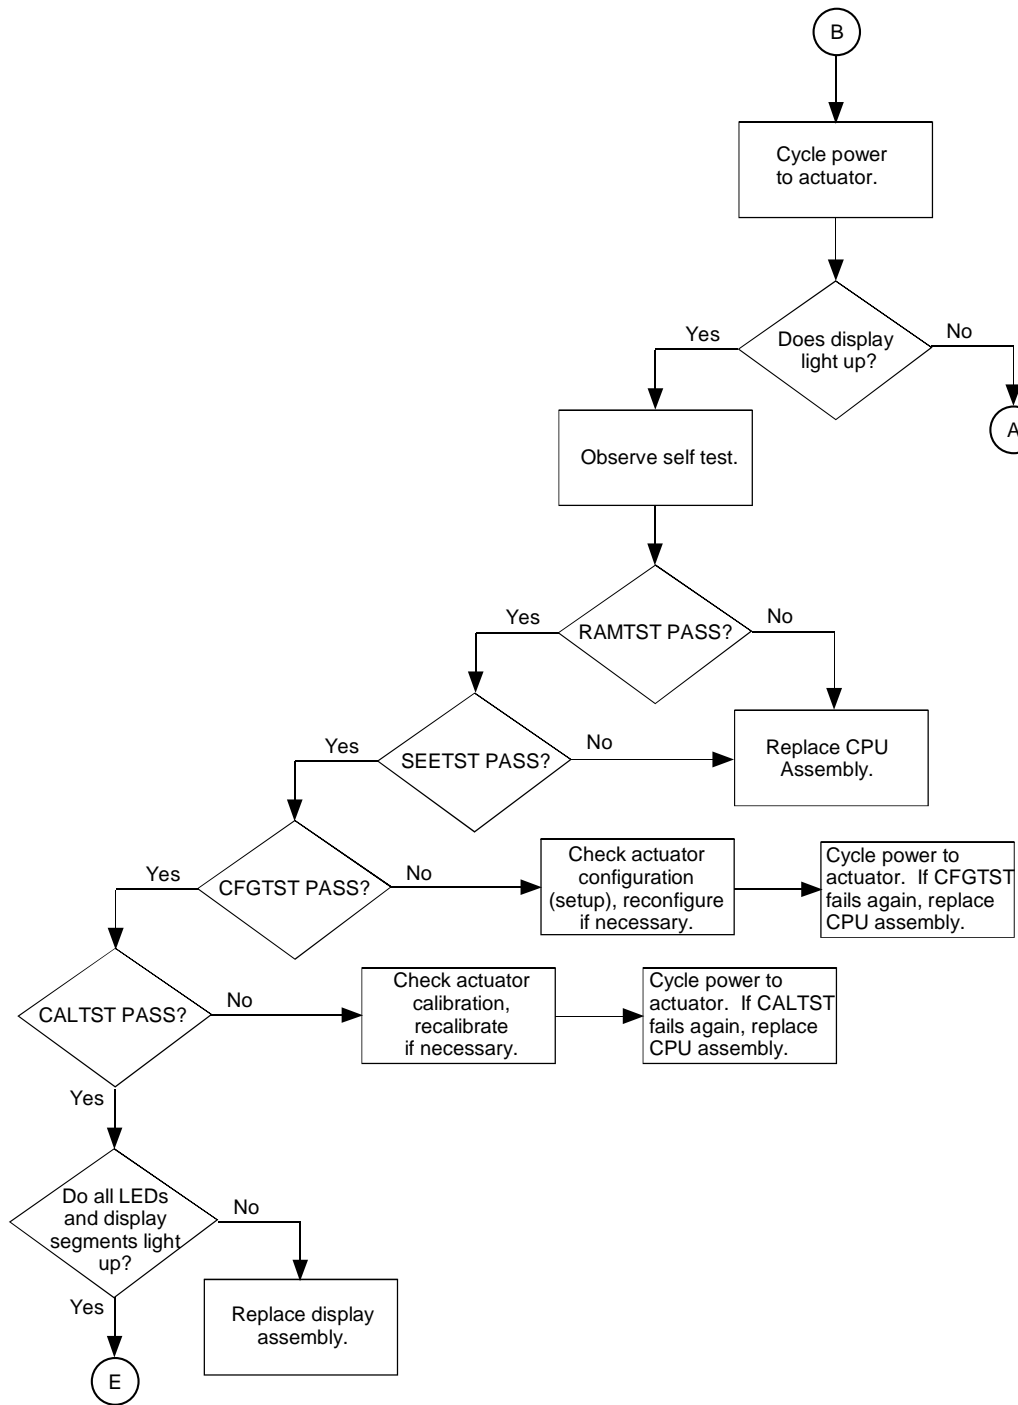 B
Cycle power
to actuator.
Does display
light up?
Yes
No
A
Observe self test.
RAMTST PASS?
Yes
No
SEETST PASS?
Yes
No
Replace CPU
Assembly.
CFGTST PASS?
Yes
No
Check actuator
configuration
(setup), reconfigure
if necessary.
Cycle power to
actuator.  If CFGTST
fails again, replace
CPU assembly.
CALTST PASS?
No
Check actuator
calibration,
recalibrate
if necessary.
Cycle power to
actuator.  If CALTST
fails again, replace
CPU assembly.
Yes
Do all LEDs
and display
segments light
up?
No
Replace display
assembly.
Yes
E